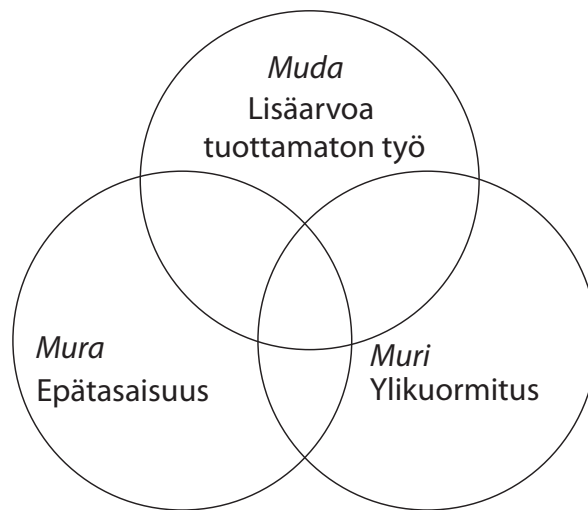 Muda
Lisäarvoa
tuottamaton työ
Mura
Epätasaisuus
Muri
Ylikuormitus